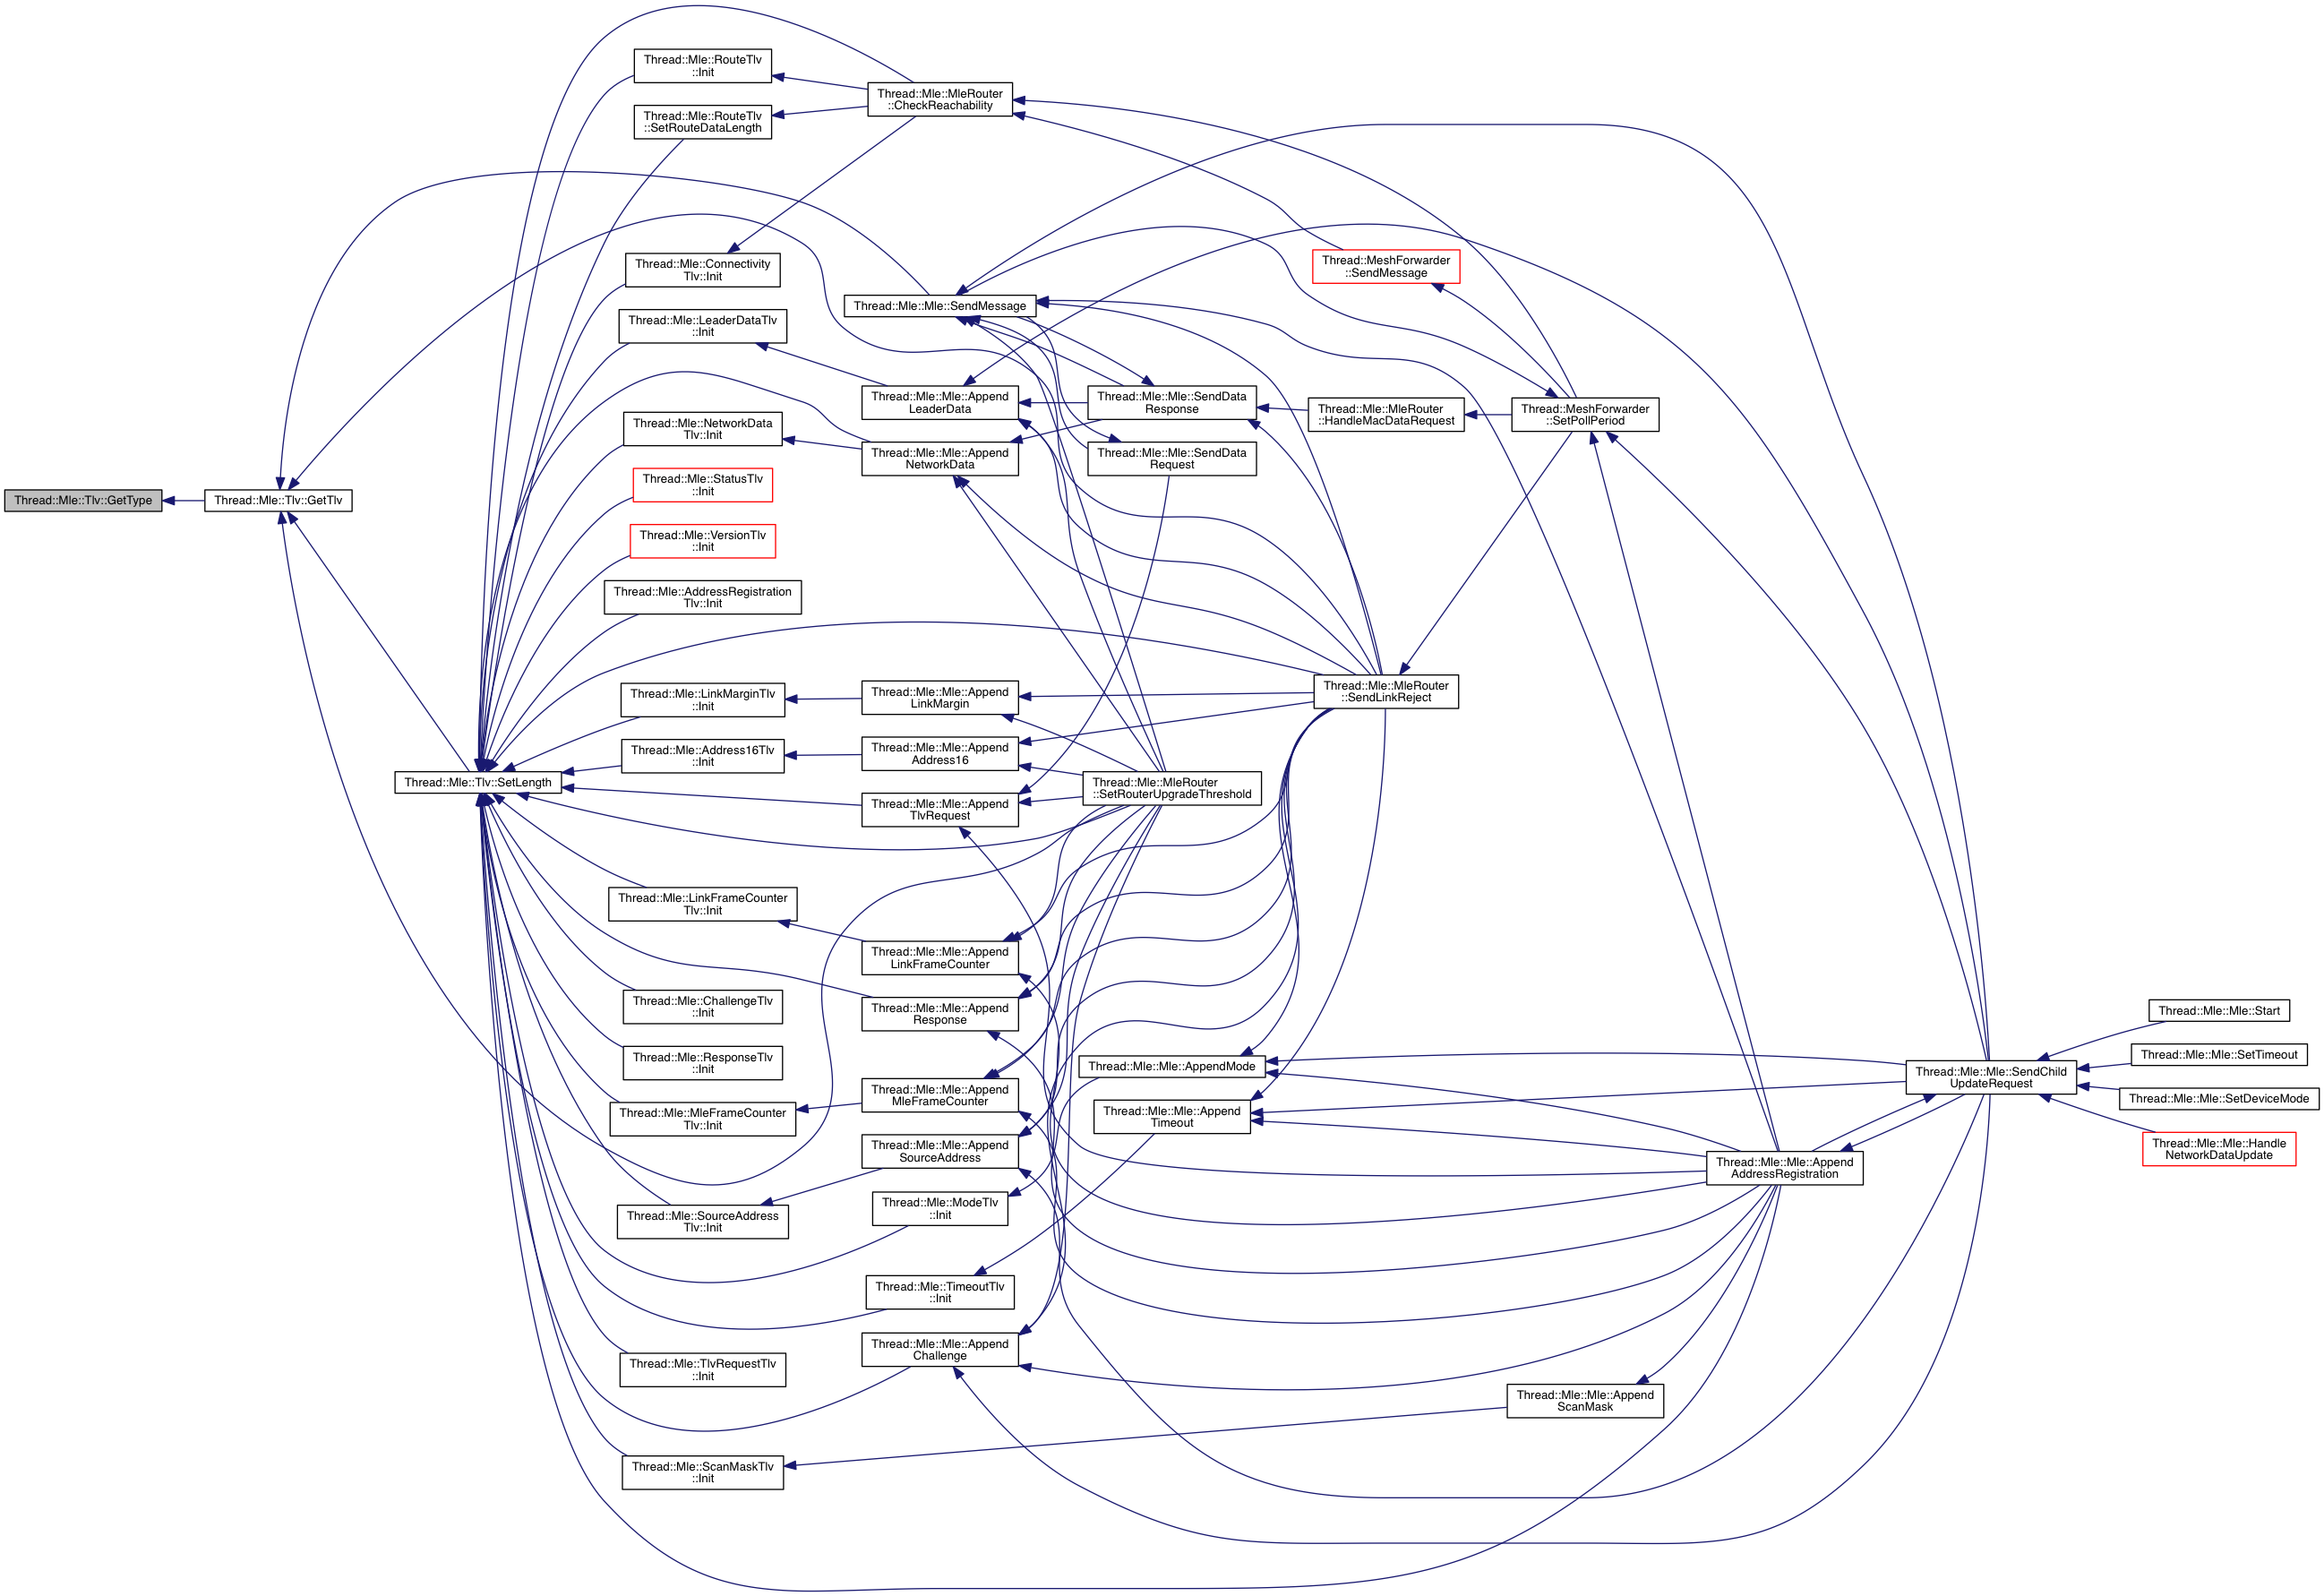 Thread::Mle::Tlv::GetType
Thread::Mle::Tlv::GetTlv
Thread::Mle::Tlv::SetLength
Thread::Mle::RouteTlv
::Init
Thread::Mle::RouteTlv
::SetRouteDataLength
Thread::Mle::Connectivity
Tlv::Init
Thread::Mle::LeaderDataTlv
::Init
Thread::Mle::NetworkData
Tlv::Init
Thread::Mle::StatusTlv
::Init
Thread::Mle::VersionTlv
::Init
Thread::Mle::AddressRegistration
Tlv::Init
Thread::Mle::LinkMarginTlv
::Init
Thread::Mle::Address16Tlv
::Init
Thread::Mle::LinkFrameCounter
Tlv::Init
Thread::Mle::ChallengeTlv
::Init
Thread::Mle::ResponseTlv
::Init
Thread::Mle::MleFrameCounter
Tlv::Init
Thread::Mle::SourceAddress
Tlv::Init
Thread::Mle::TlvRequestTlv
::Init
Thread::Mle::ScanMaskTlv
::Init
Thread::Mle::MleRouter
::CheckReachability
Thread::Mle::Mle::SendMessage
Thread::Mle::Mle::Append
LeaderData
Thread::Mle::Mle::Append
NetworkData
Thread::Mle::Mle::Append
LinkMargin
Thread::Mle::Mle::Append
Address16
Thread::Mle::Mle::Append
TlvRequest
Thread::Mle::Mle::Append
LinkFrameCounter
Thread::Mle::Mle::Append
Response
Thread::Mle::Mle::Append
MleFrameCounter
Thread::Mle::Mle::Append
SourceAddress
Thread::Mle::ModeTlv
::Init
Thread::Mle::TimeoutTlv
::Init
Thread::Mle::Mle::Append
Challenge
Thread::Mle::Mle::SendData
Response
Thread::Mle::Mle::SendData
Request
Thread::Mle::MleRouter
::SetRouterUpgradeThreshold
Thread::Mle::Mle::AppendMode
Thread::Mle::Mle::Append
Timeout
Thread::MeshForwarder
::SendMessage
Thread::Mle::MleRouter
::HandleMacDataRequest
Thread::Mle::MleRouter
::SendLinkReject
Thread::MeshForwarder
::SetPollPeriod
Thread::Mle::Mle::Append
ScanMask
Thread::Mle::Mle::Append
AddressRegistration
Thread::Mle::Mle::SendChild
UpdateRequest
Thread::Mle::Mle::Start
Thread::Mle::Mle::SetTimeout
Thread::Mle::Mle::SetDeviceMode
Thread::Mle::Mle::Handle
NetworkDataUpdate